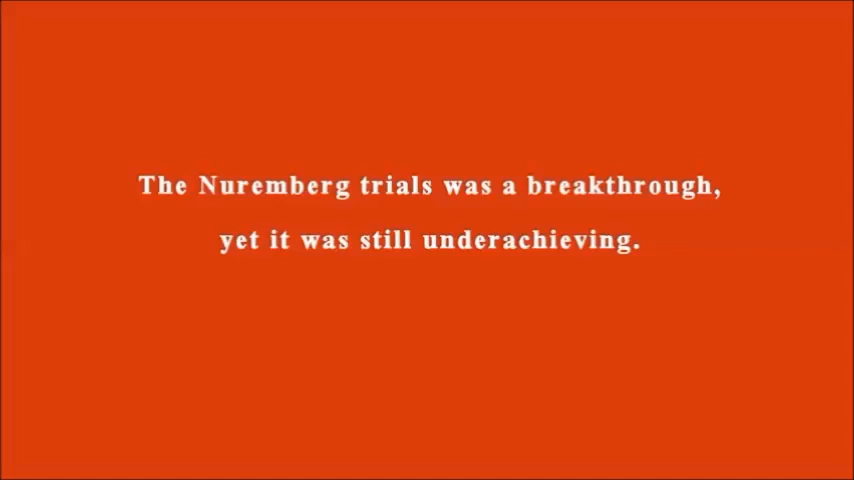 The Nuremberg trials was a breakthrough,
yet it was still underachieving.